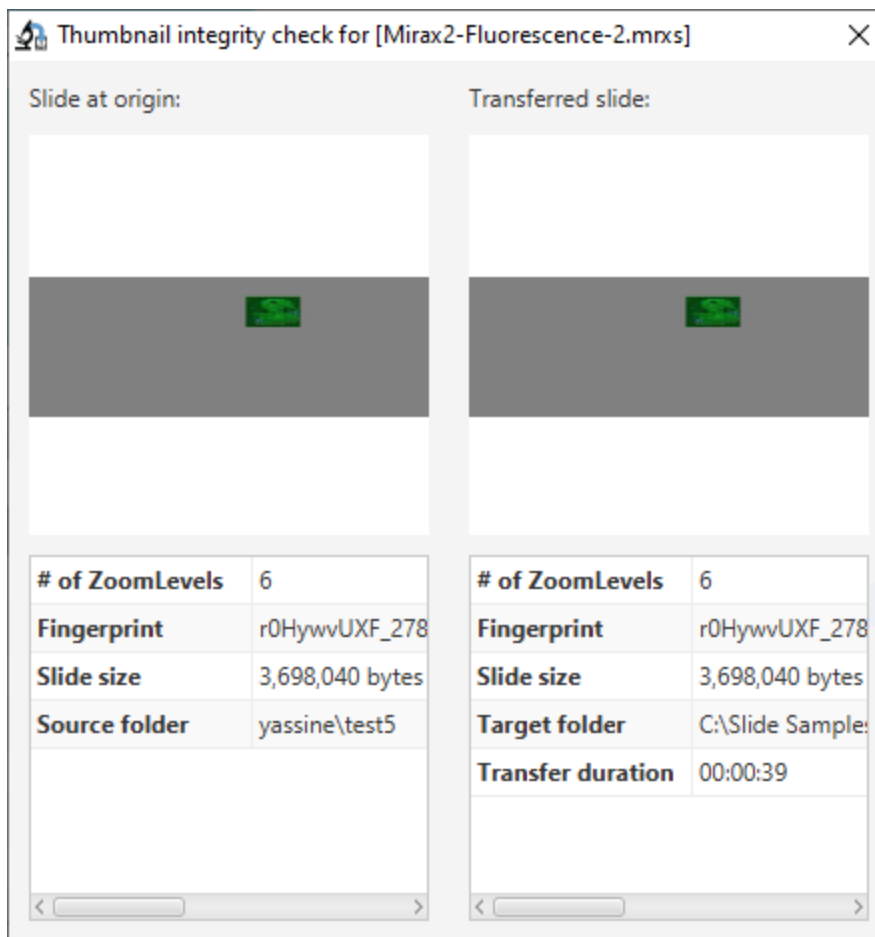 Thumbnail integrity check for [Mirax2-Fluorescence-2.mrxs]
Slide at origin:
Transferred slide:
# of ZoomLevels 6
Fingerprint r0HywvUXF_278
Slide size 3,698,040 bytes
Source folder yassine\test5
# of ZoomLevels 6
Fingerprint r0HywvUXF_278
Slide size 3,698,040 bytes
Target folder C:\Slide Samples
Transfer duration 00:00:39